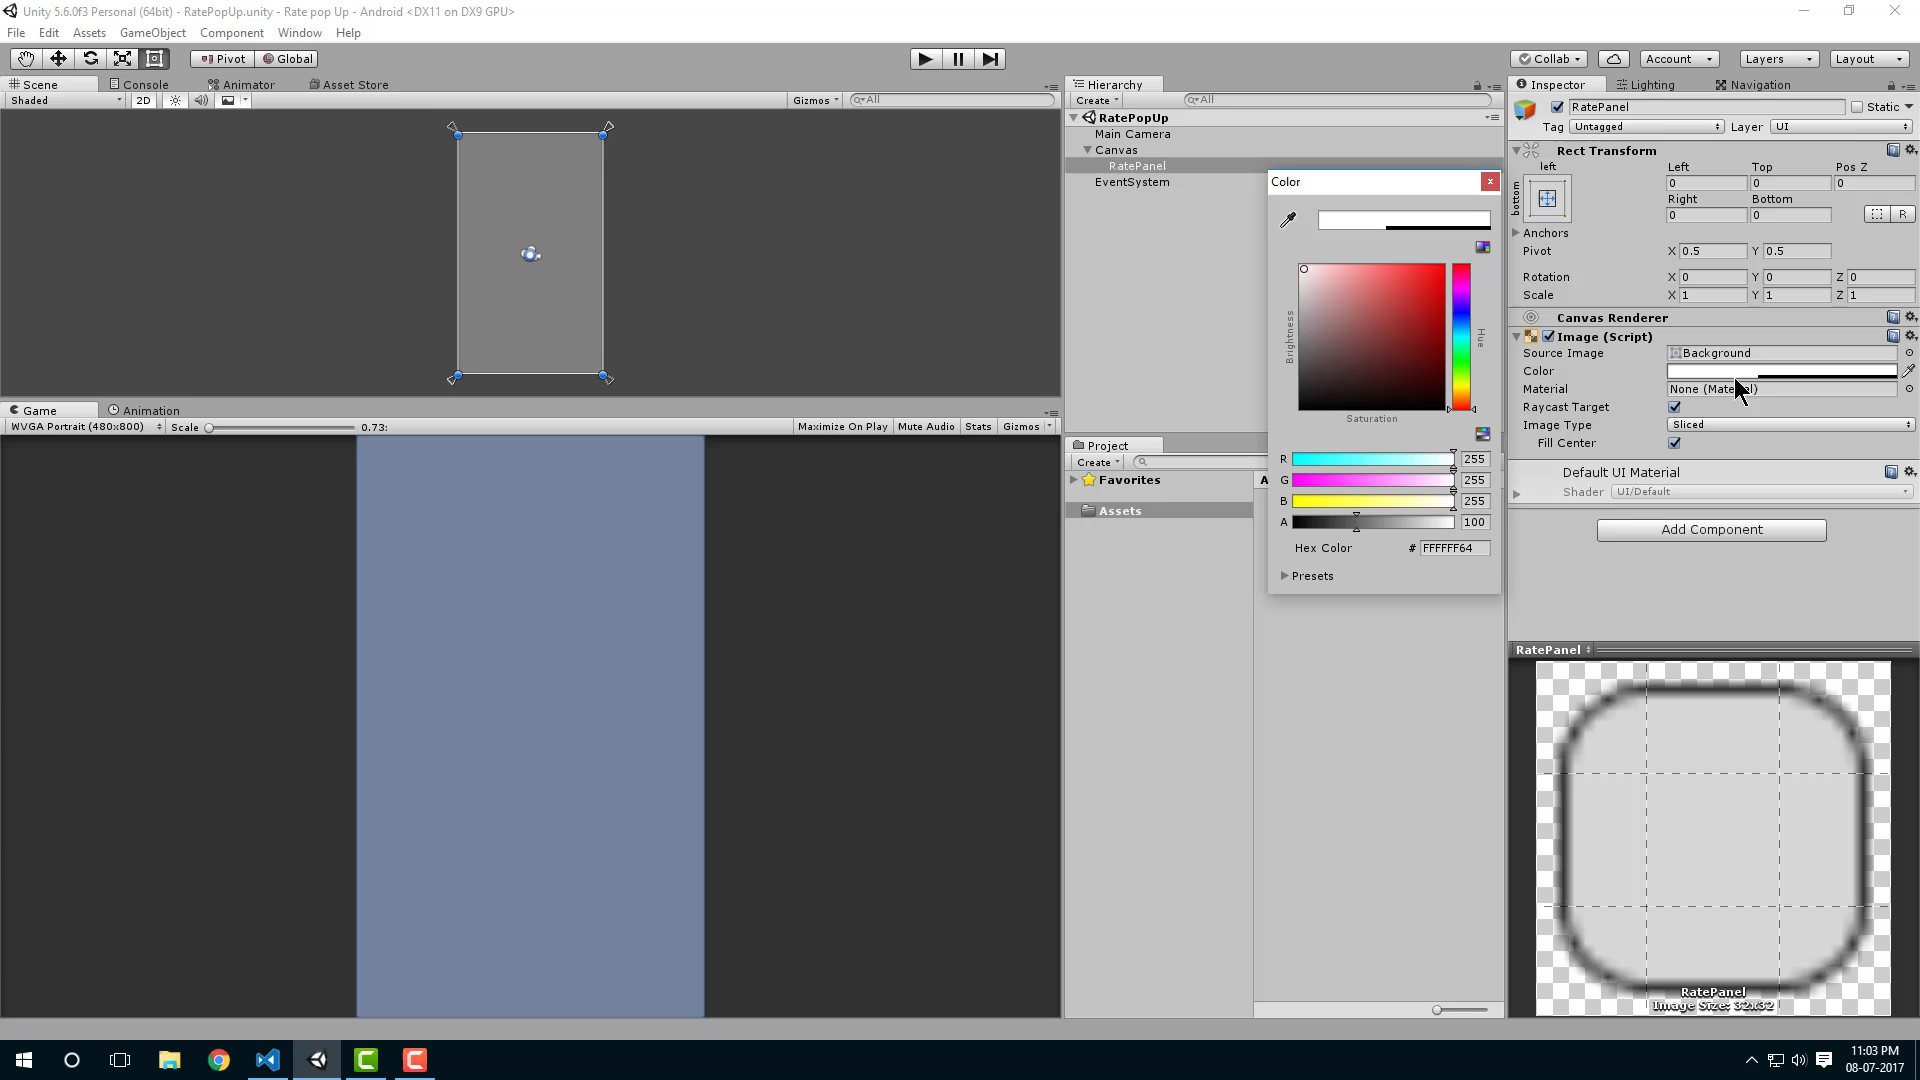 Unity 5.6.0f3 Personal (64bit) - RatePopUp.unity - Rate pop Up - Android <DX11 on DX9 GPU>
File Edit Assets GameObject Component Window Help
Pivot Global Collab Account Layers Layout
Scene Console Animator Asset Store
Shaded 2D Gizmos All
Hierarchy
Create All
RatePopUp
Main Camera
Canvas
RatePanel
EventSystem
Inspector Lighting Navigation
RatePanel Static
Tag Untagged Layer UI
Rect Transform
left Left Top Pos Z
bottom 0 0 0
Right Bottom
0 0 R
Anchors
Pivot X 0.5 Y 0.5
Rotation X 0 Y 0 Z 0
Scale X 1 Y 1 Z 1
Canvas Renderer
Image (Script)
Source Image Background
Color
Material None (Material)
Raycast Target
Image Type Sliced
Fill Center
Default UI Material
Shader UI/Default
Add Component
Color
Brightness
Hue
Saturation
R 255
G 255
B 255
A 100
Hex Color # FFFFFF64
Presets
Game Animation
WVGA Portrait (480x800) Scale 0.73: Maximize On Play Mute Audio Stats Gizmos
Project
Create
Favorites A
Assets
RatePanel
RatePanel
Image Size: 32x32
11:03 PM
08-07-2017